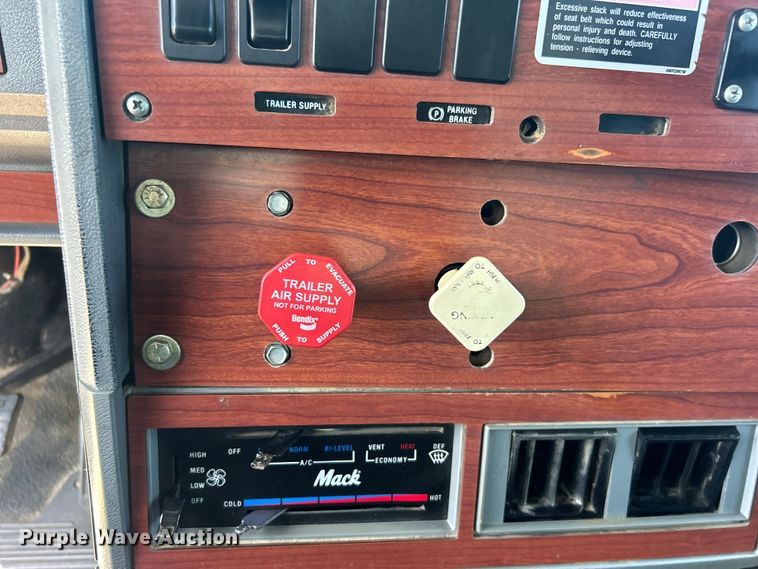 Excessive slack will reduce effectiveness
of seat belt which could result in
personal injury and death. CAREFULLY
follow instructions for adjusting
tension - relieving device.
TRAILER SUPPLY
P PARKING
BRAKE
PULL TO EVACUATE
TRAILER
AIR SUPPLY
NOT FOR PARKING
Bendix
PUSH TO SUPPLY
PUSH TO
HIGH OFF NORM BI-LEVEL VENT HEAT DEF
A/C ECONOMY
MED
LOW
OFF
Mack
COLD HOT
Purple Wave Auction